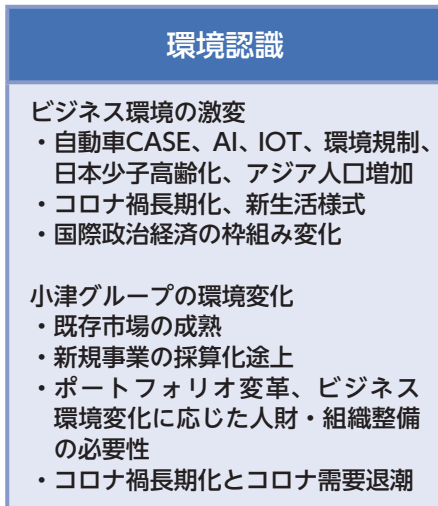 環境認識
ビジネス環境の激変
・自動車CASE、AI、IOT、環境規制、
日本少子高齢化、アジア人口増加
・コロナ禍長期化、新生活様式
・国際政治経済の枠組み変化
小津グループの環境変化
・既存市場の成熟
・新規事業の採算化途上
・ポートフォリオ変革、ビジネス
環境変化に応じた人財・組織整備
の必要性
・コロナ禍長期化とコロナ需要退潮